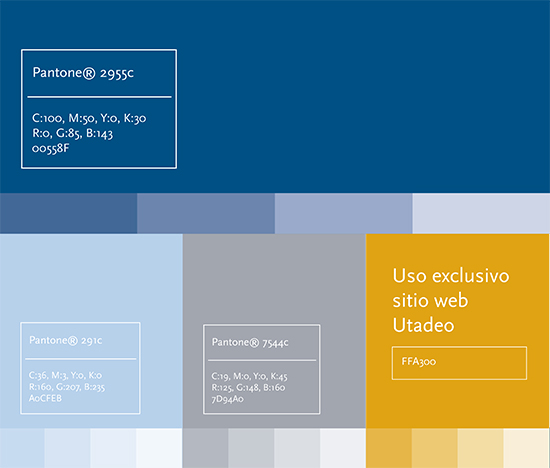 Pantone® 2955c
C:100, M:50, Y:0, K:30
R:0, G:85, B:143
00558F
Pantone® 291c
C:36, M:3, Y:0, K:0
R:160, G:207, B:235
A0CFEB
Pantone® 7544c
C:19, M:0, Y:0, K:45
R:125, G:148, B:160
7D94A0
Uso exclusivo
sitio web
Utadeo
FFA300